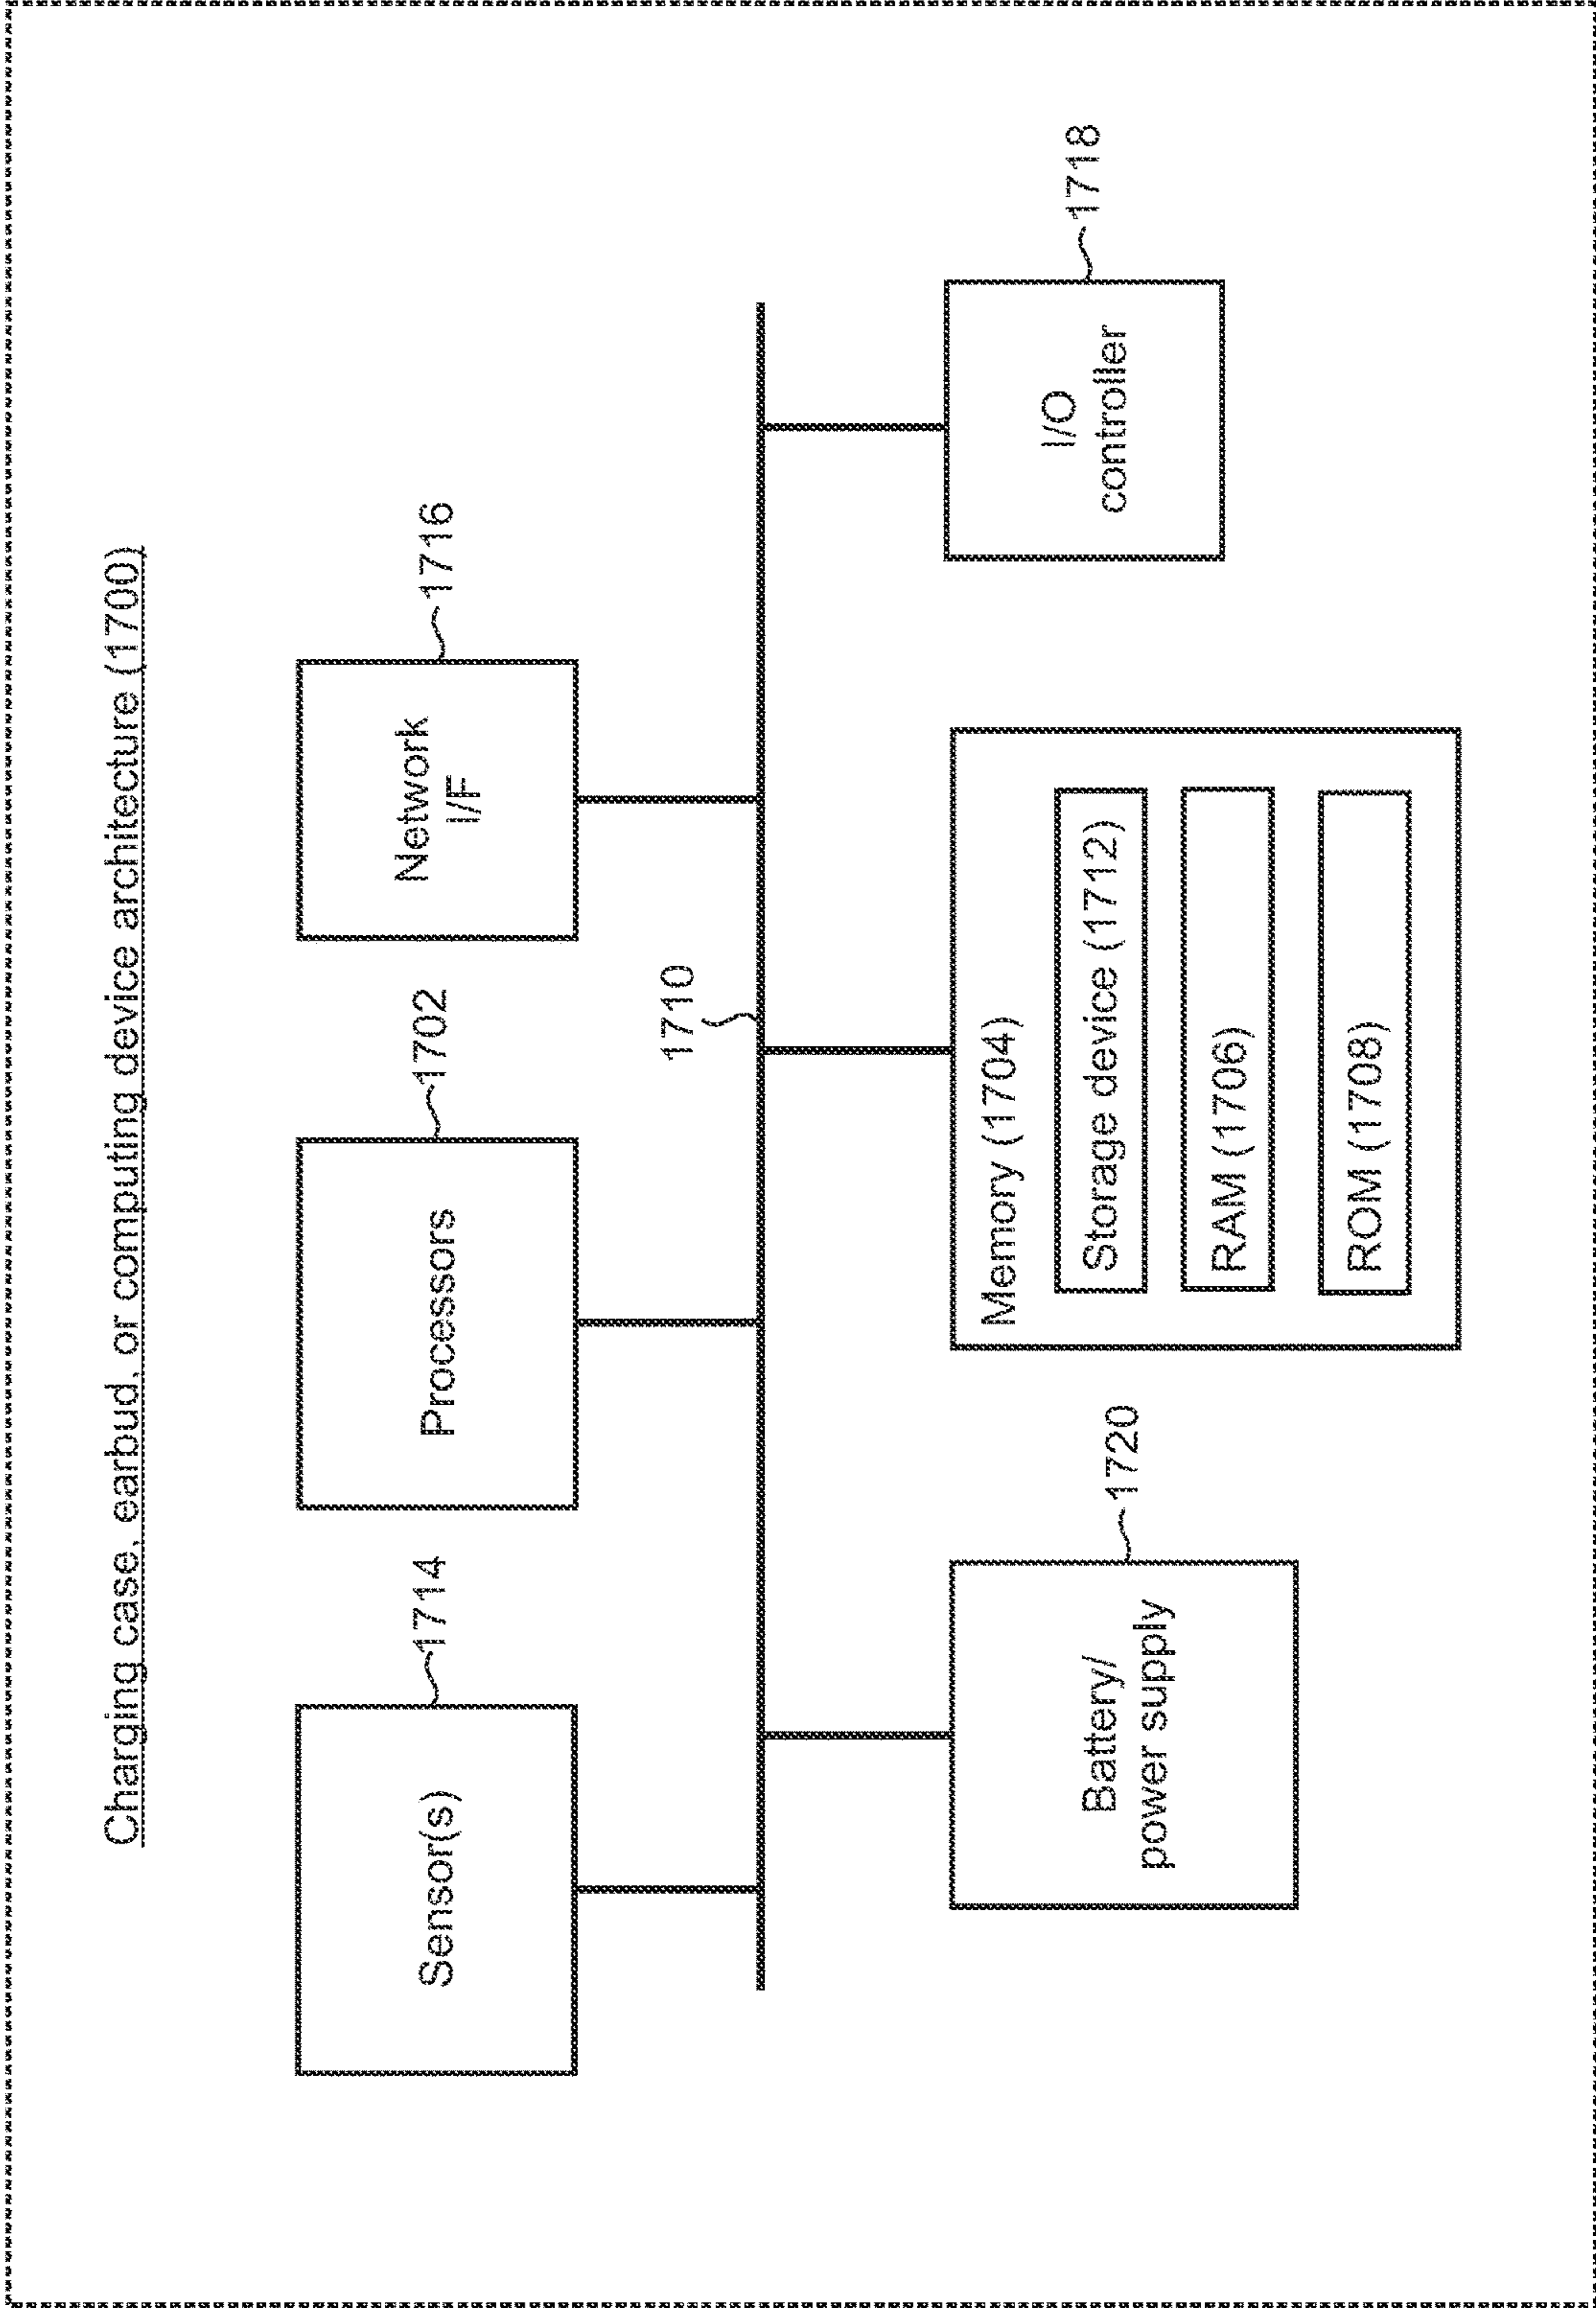 Charging case, earbud, or computing device architecture (1700)
Sensor(s)
1714
Processors
1702
Network
I/F
1716
1710
Battery/
power supply
1720
Memory (1704)
Storage device (1712)
RAM (1706)
ROM (1708)
I/O
controller
1718